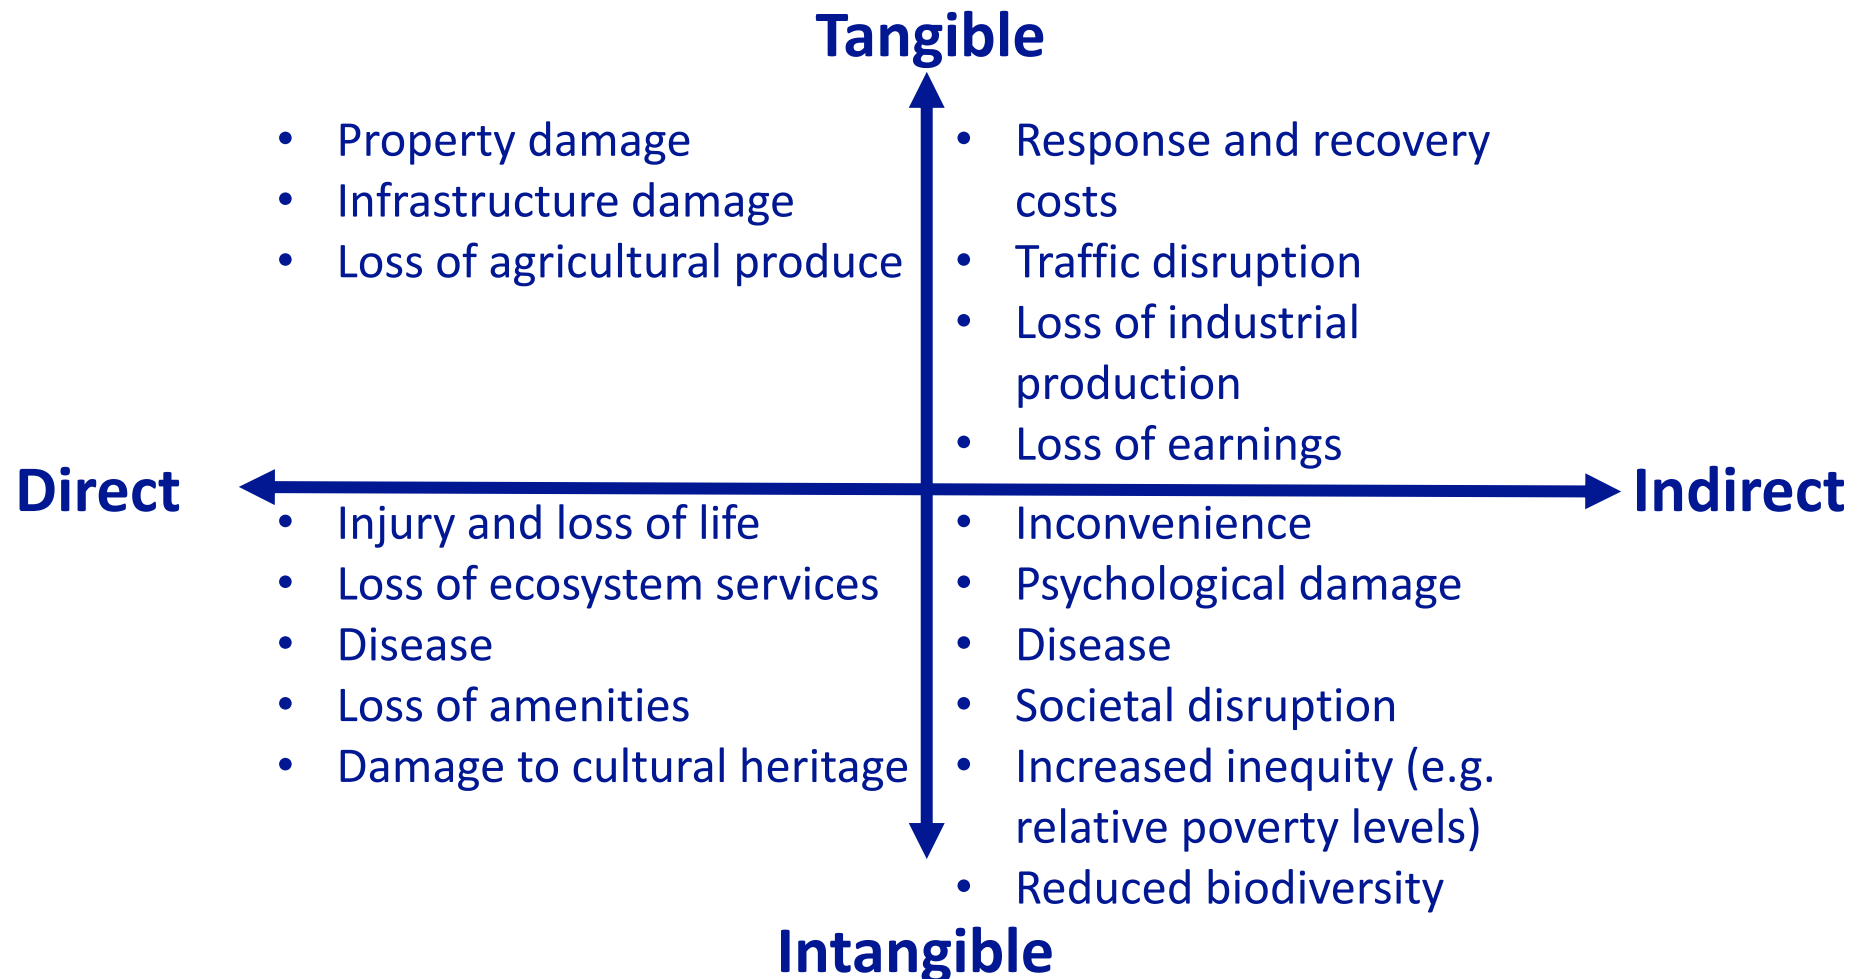 Tangible
• Property damage
• Infrastructure damage
• Loss of agricultural produce
• Response and recovery
costs
• Traffic disruption
• Loss of industrial
production
• Loss of earnings
Direct
Indirect
• Injury and loss of life
• Loss of ecosystem services
• Disease
• Loss of amenities
• Damage to cultural heritage
• Inconvenience
• Psychological damage
• Disease
• Societal disruption
• Increased inequity (e.g.
relative poverty levels)
• Reduced biodiversity
Intangible